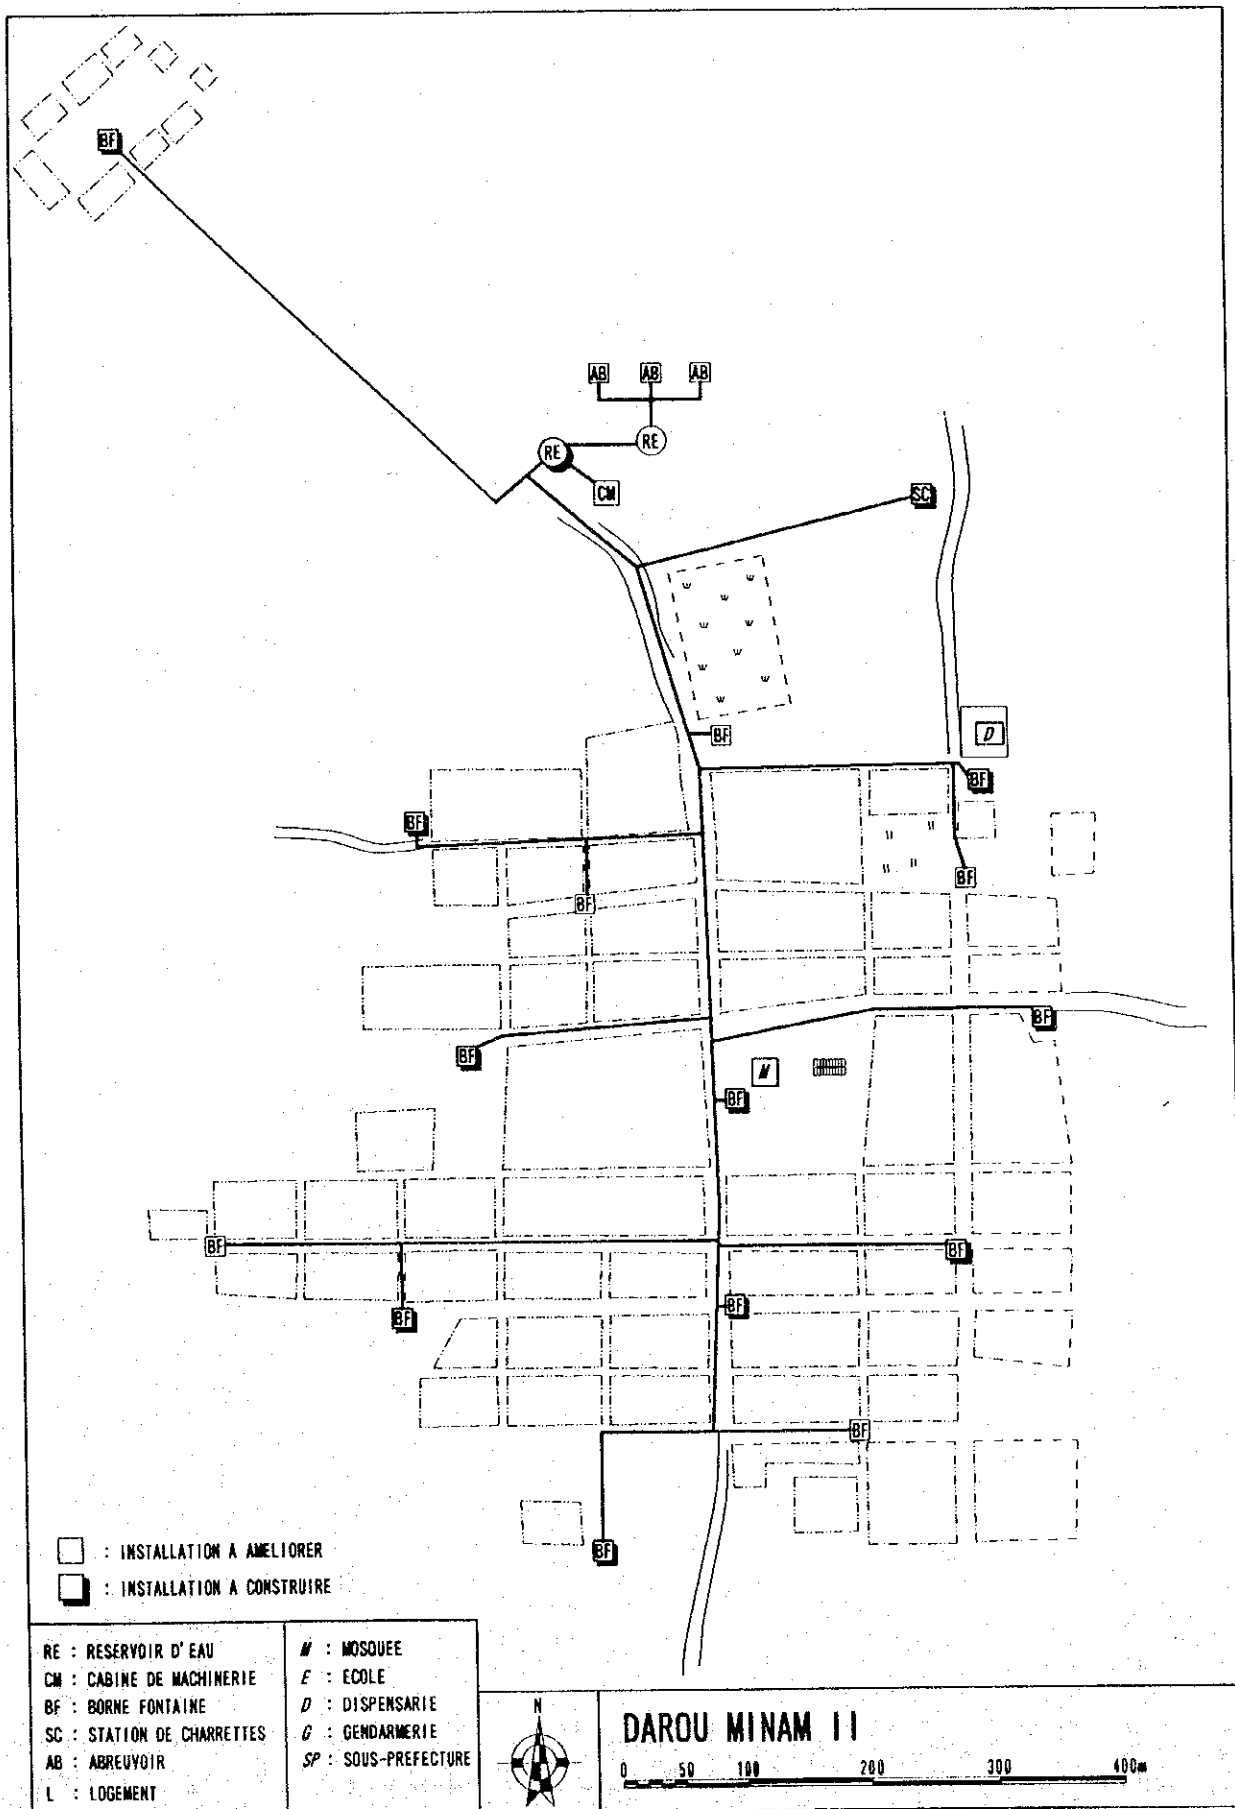 BF
AB AB AB
RE
RE
CM
SC
BF
D
BF
BF
BF
BF
BF
BF
M
BF
BF
BF
BF
BF
BF
BF
BF
: INSTALLATION A AMELIORER
: INSTALLATION A CONSTRUIRE
RE : RESERVOIR D'EAU
CM : CABINE DE MACHINERIE
BF : BORNE FONTAINE
SC : STATION DE CHARRETTES
AB : ABREUVOIR
L : LOGEMENT
M : MOSQUEE
E : ECOLE
D : DISPENSARIE
G : GENDARMERIE
SP : SOUS-PREFECTURE
N
DAROU MINAM II
0 50 100 200 300 400m